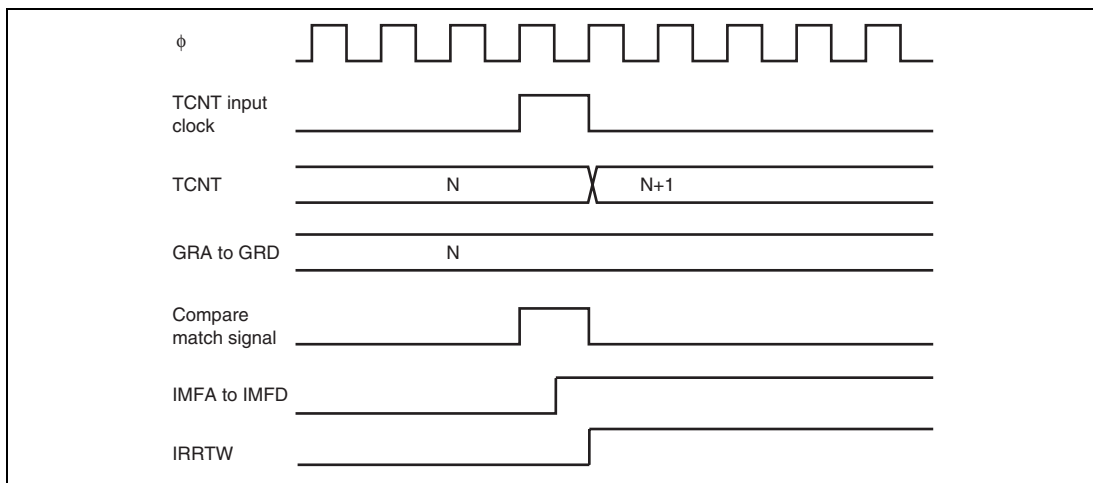 ϕ
TCNT input
clock
TCNT
N
N+1
GRA to GRD
N
Compare
match signal
IMFA to IMFD
IRRTW